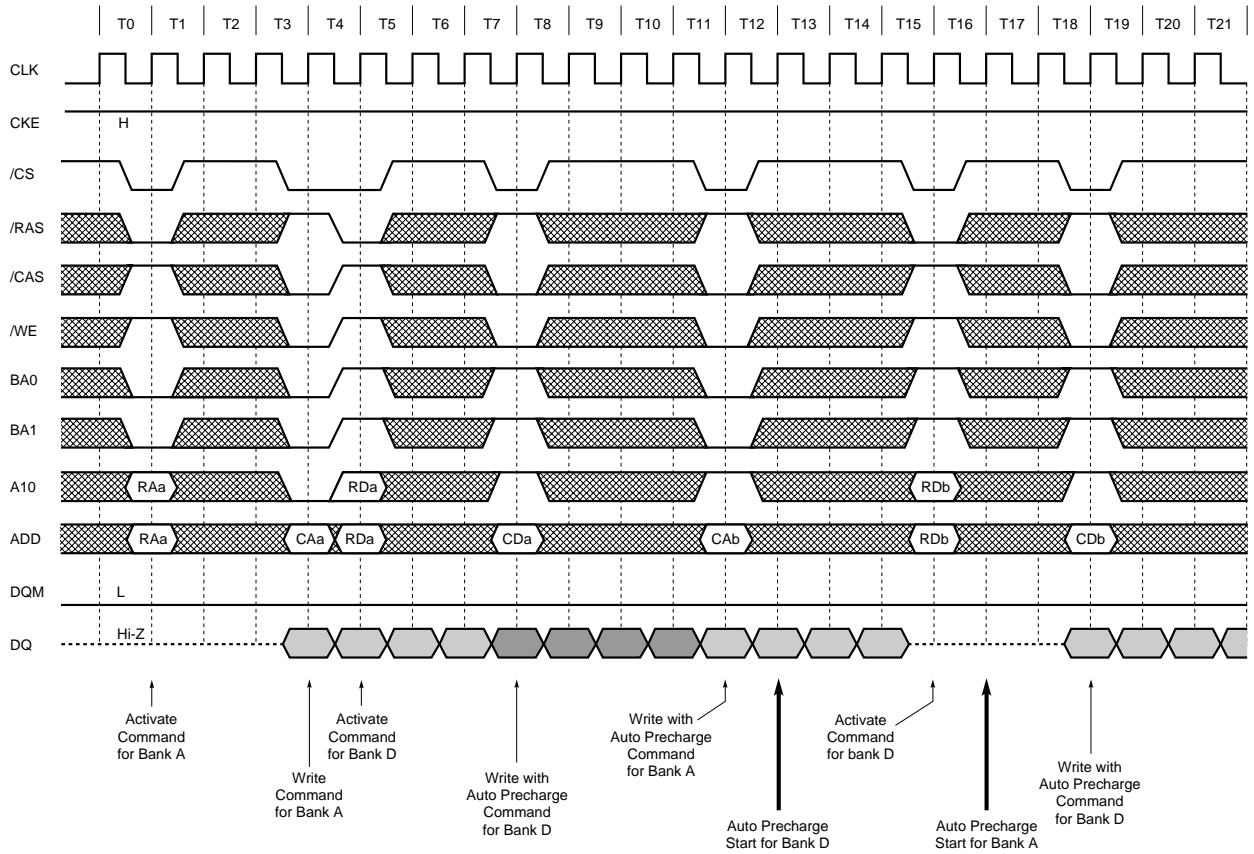 T0 T1 T2 T3 T4 T5 T6 T7 T8 T9 T10 T11 T12 T13 T14 T15 T16 T17 T18 T19 T20 T21
CLK
CKE H
/CS
/RAS
/CAS
/WE
BA0
BA1
A10 RAa RDa RDb
ADD RAa CAa RDa CDa CAb RDb CDb
DQM L
DQ Hi-Z
Activate
Command
for Bank A
Write
Command
for Bank A
Activate
Command
for Bank D
Write with
Auto Precharge
Command
for Bank D
Write with
Auto Precharge
Command
for Bank A
Auto Precharge
Start for Bank D
Activate
Command
for bank D
Auto Precharge
Start for Bank A
Write with
Auto Precharge
Command
for Bank D